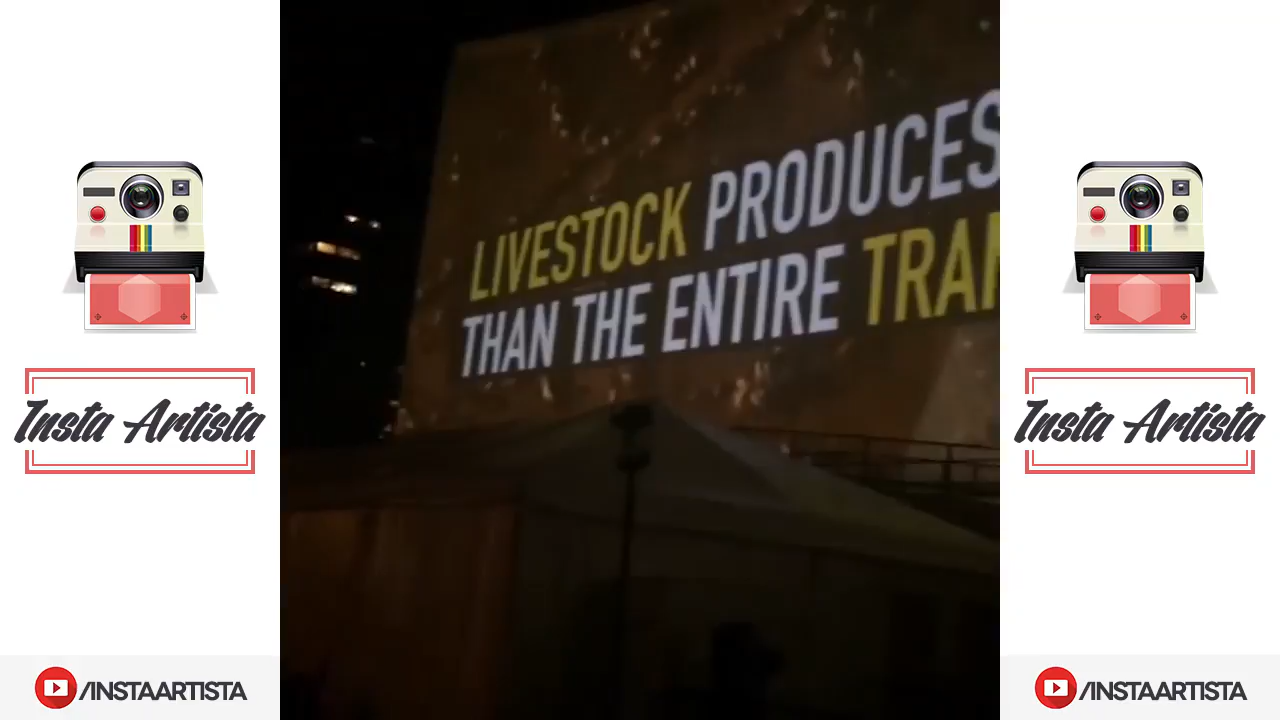 LIVESTOCK PRODUCES
THAN THE ENTIRE
Insta Artista
Insta Artista
/INSTAARTISTA
/INSTAARTISTA